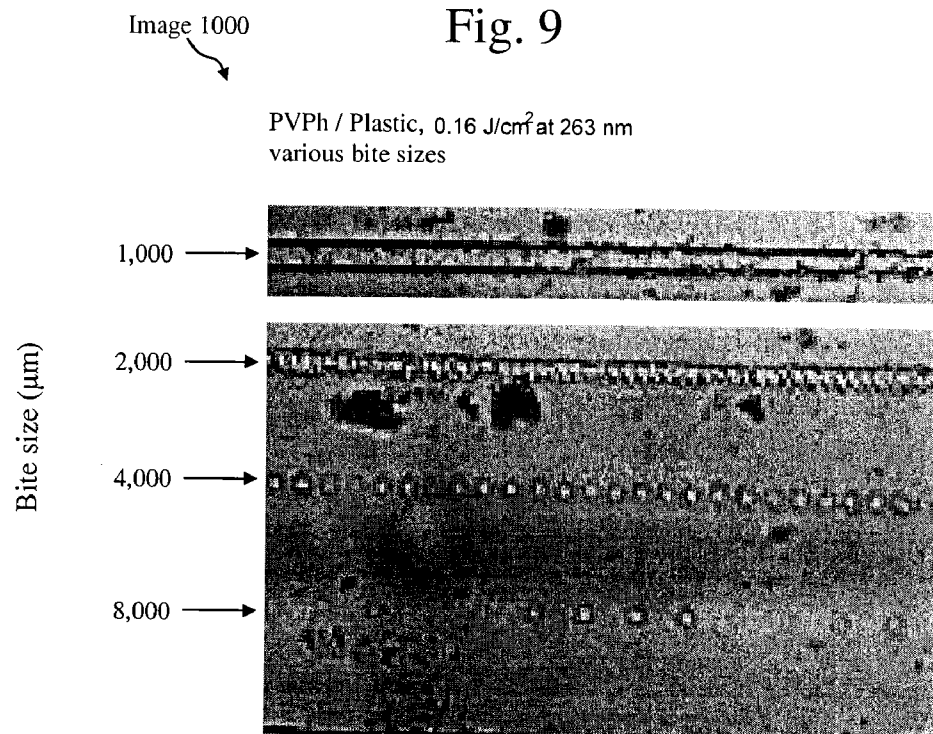 Image 1000
Fig. 9
PVPh / Plastic, 0.16 J/cm² at 263 nm
various bite sizes
Bite size (µm)
1,000
2,000
4,000
8,000